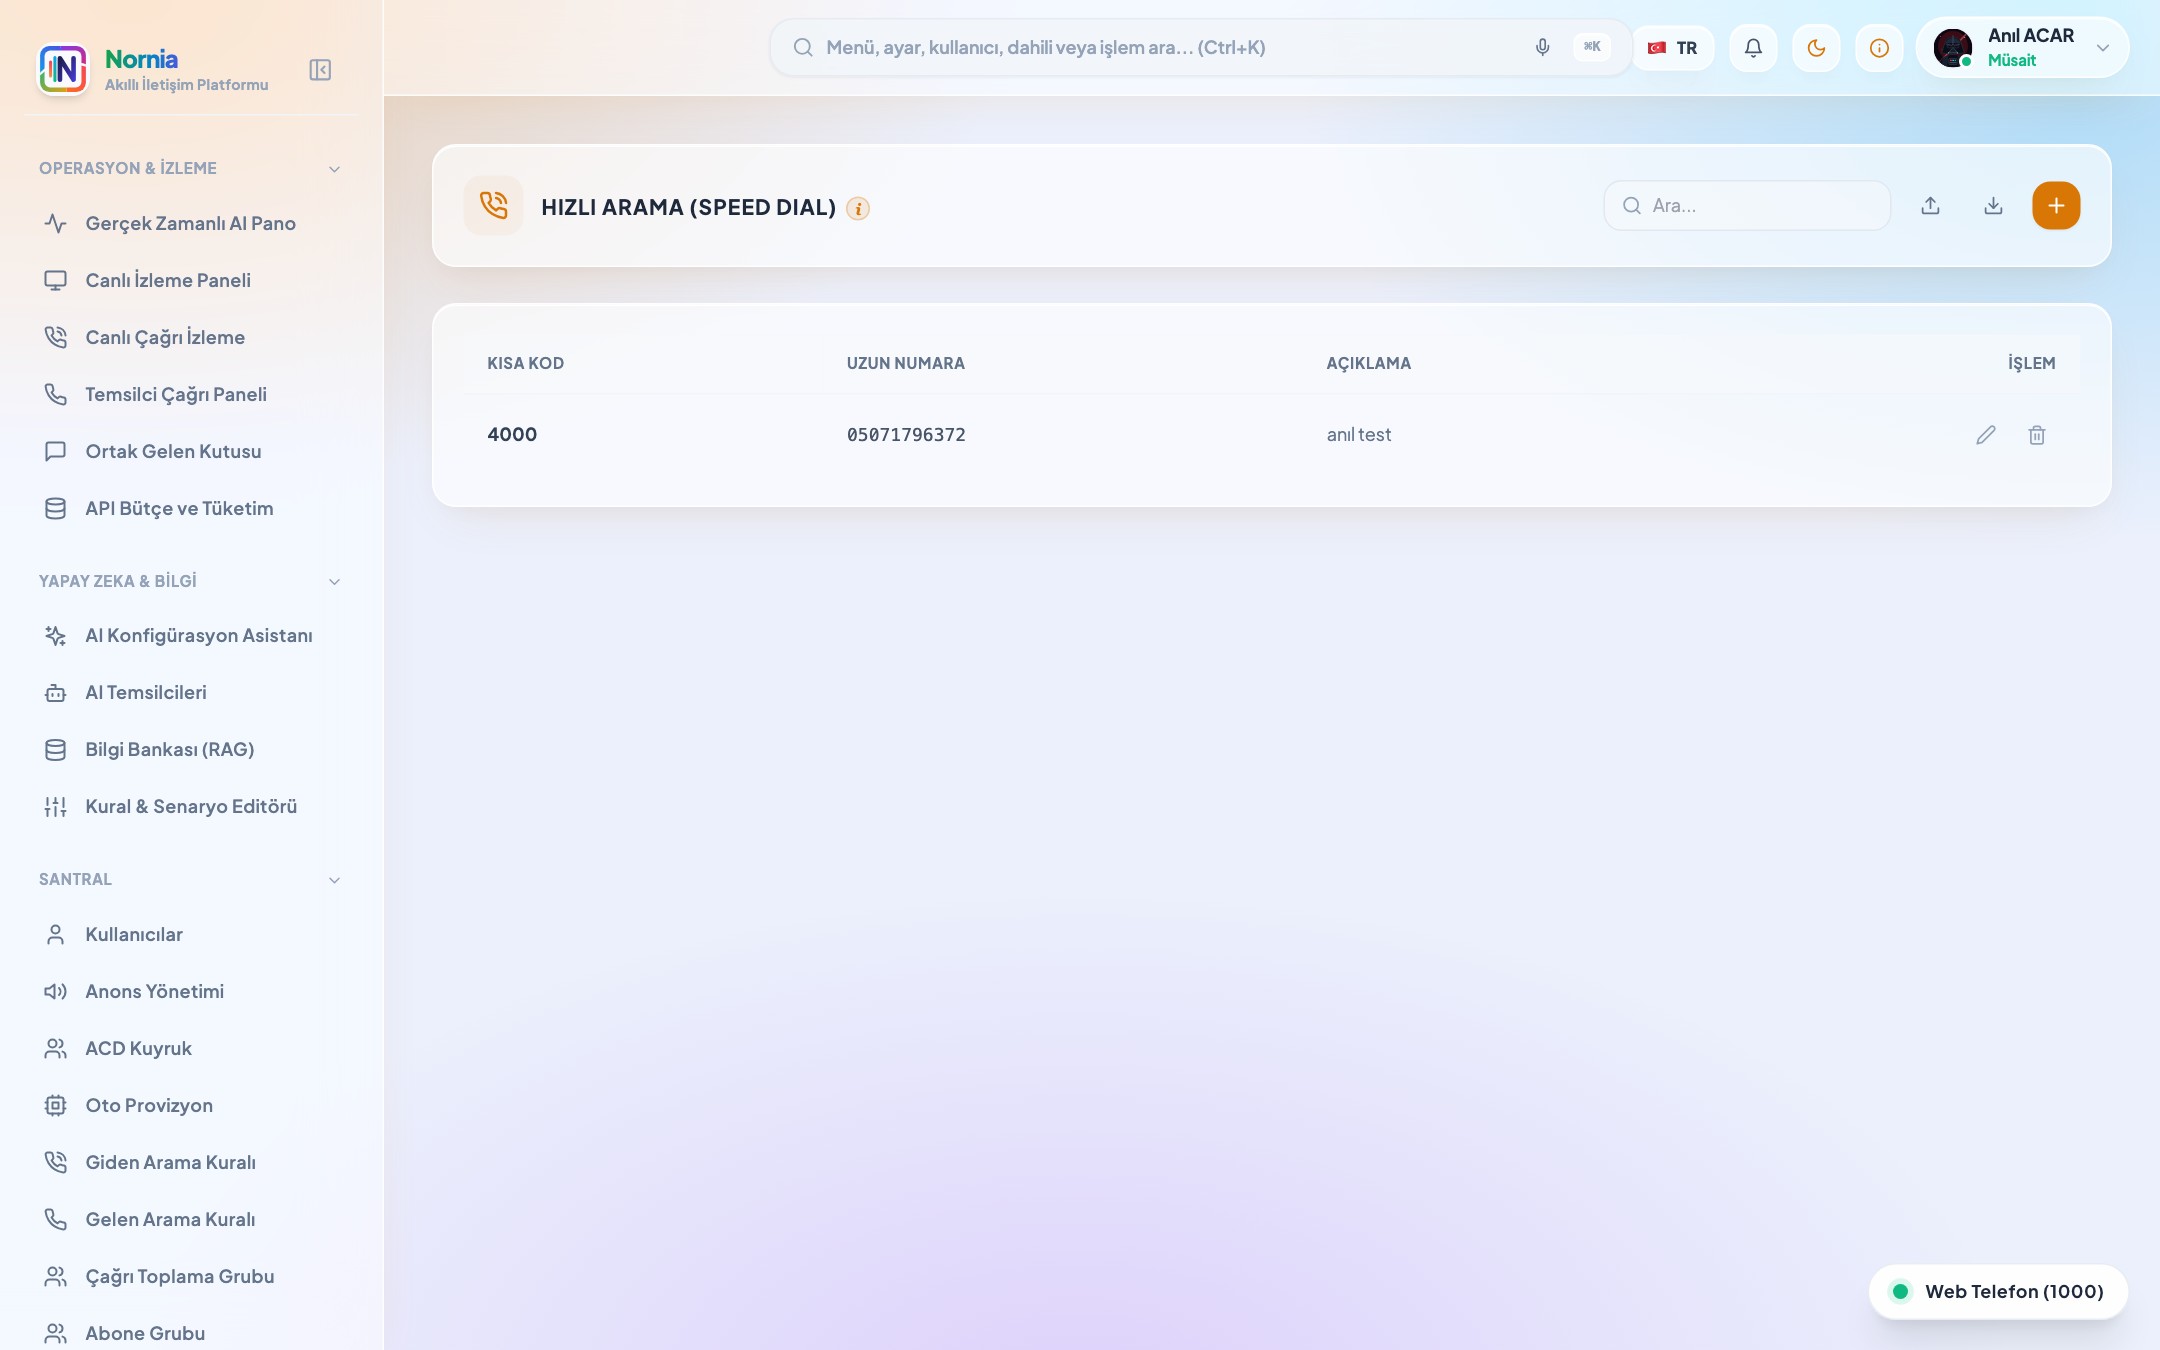 Nornia
Akıllı İletişim Platformu
Menü, ayar, kullanıcı, dahili veya işlem ara... (Ctrl+K)
⌘K
TR
Anıl ACAR
Müsait
OPERASYON & İZLEME
Gerçek Zamanlı AI Pano
Canlı İzleme Paneli
Canlı Çağrı İzleme
Temsilci Çağrı Paneli
Ortak Gelen Kutusu
API Bütçe ve Tüketim
YAPAY ZEKA & BİLGİ
AI Konfigürasyon Asistanı
AI Temsilcileri
Bilgi Bankası (RAG)
Kural & Senaryo Editörü
SANTRAL
Kullanıcılar
Anons Yönetimi
ACD Kuyruk
Oto Provizyon
Giden Arama Kuralı
Gelen Arama Kuralı
Çağrı Toplama Grubu
Abone Grubu
HIZLI ARAMA (SPEED DIAL)
Ara...
KISA KOD UZUN NUMARA AÇIKLAMA İŞLEM
4000 05071796372 anıl test
Web Telefon (1000)